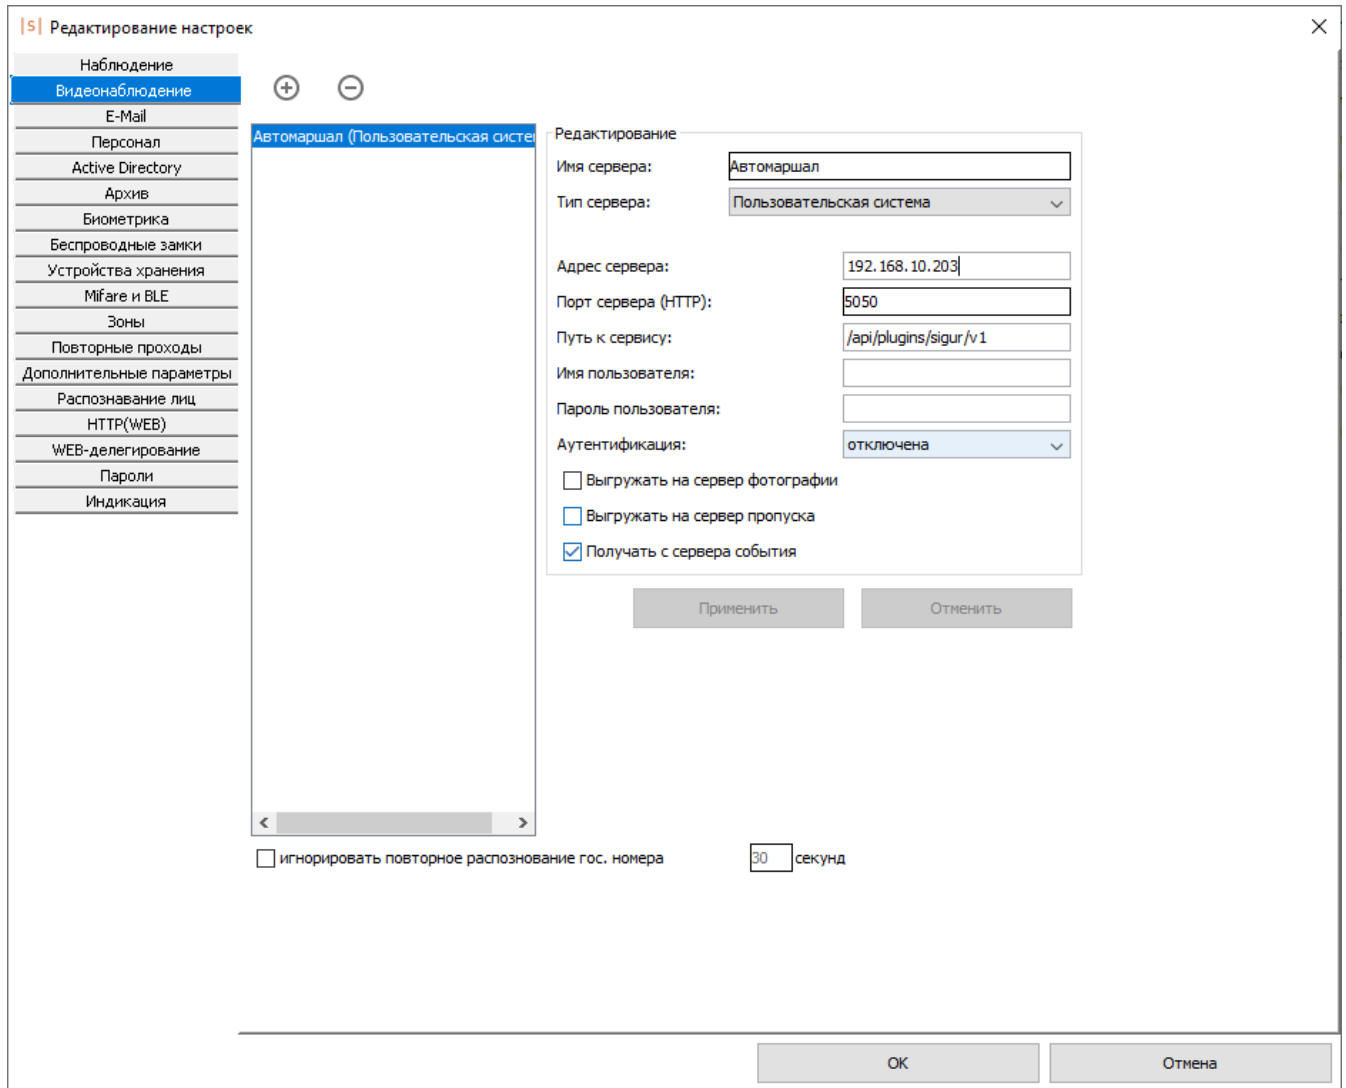 |S| Редактирование настроек
Наблюдение
Видеонаблюдение
E-Mail
Персонал
Active Directory
Архив
Биометрика
Беспроводные замки
Устройства хранения
Mifare и BLE
Зоны
Повторные проходы
Дополнительные параметры
Распознавание лиц
HTTP(WEB)
WEB-делегирование
Пароли
Индикация
Автомаршал (Пользовательская систе
Редактирование
Имя сервера: Автомаршал
Тип сервера: Пользовательская система
Адрес сервера: 192.168.10.203
Порт сервера (HTTP): 5050
Путь к сервису: /api/plugins/sigur/v1
Имя пользователя:
Пароль пользователя:
Аутентификация: отключена
Выгружать на сервер фотографии
Выгружать на сервер пропуска
Получать с сервера события
Применить Отменить
игнорировать повторное распознование гос. номера 30 секунд
OK Отмена